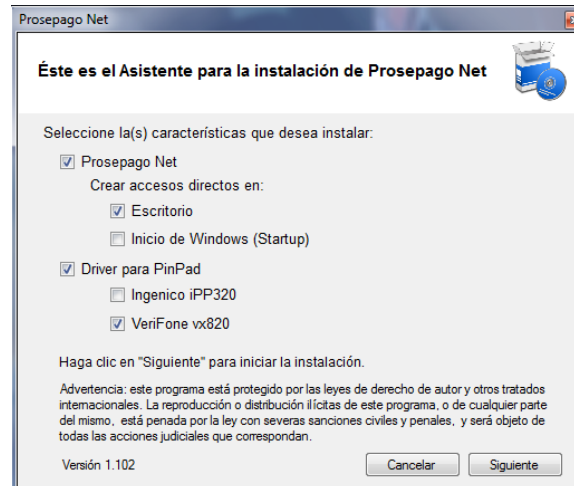 Prosepago Net
Éste es el Asistente para la instalación de Prosepago Net
Seleccione la(s) características que desea instalar:
Prosepago Net
Crear accesos directos en:
Escritorio
Inicio de Windows (Startup)
Driver para PinPad
Ingenico iPP320
VeriFone vx820
Haga clic en "Siguiente" para iniciar la instalación.
Advertencia: este programa está protegido por las leyes de derecho de autor y otros tratados
internacionales. La reproducción o distribución ilícitas de este programa, o de cualquier parte
del mismo, está penada por la ley con severas sanciones civiles y penales, y será objeto de
todas las acciones judiciales que correspondan.
Versión 1.102
Cancelar
Siguiente